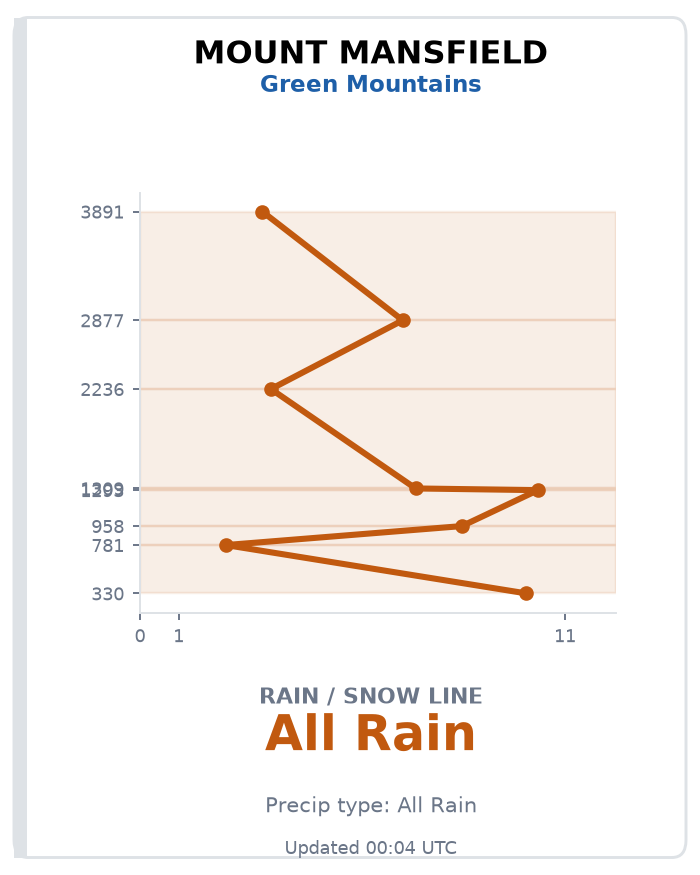 MOUNT MANSFIELD
Green Mountains
3891
2877
2236
958
781
330
0 1 11
RAIN / SNOW LINE
All Rain
Precip type: All Rain
Updated 00:04 UTC